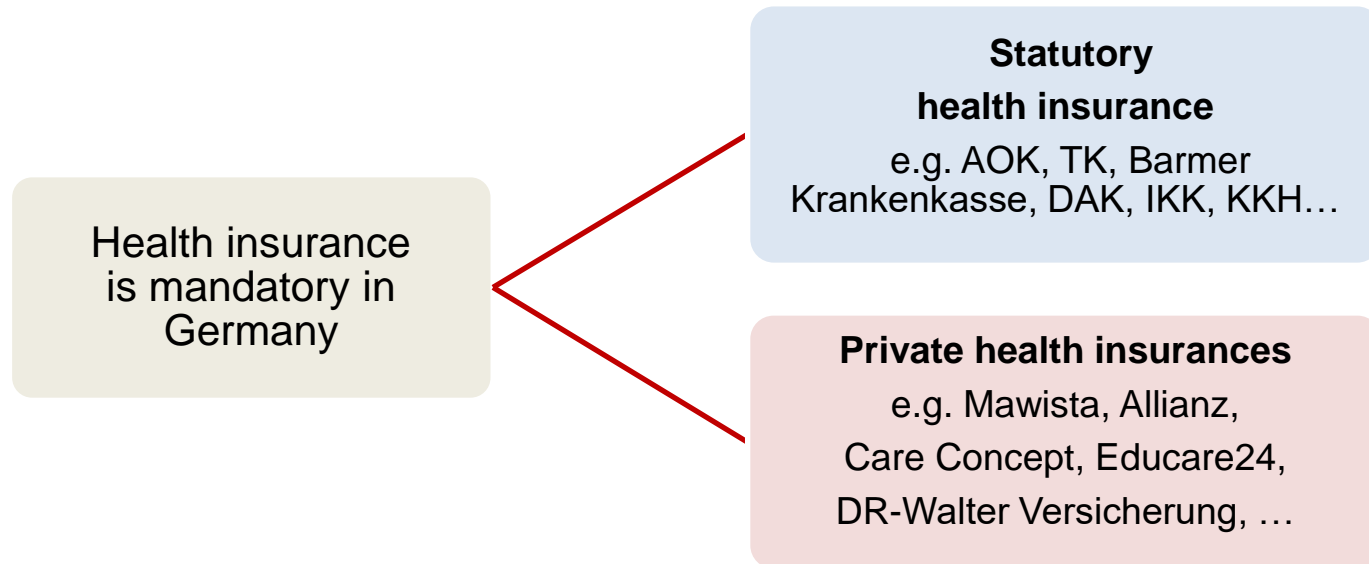 Health insurance
is mandatory in
Germany
Statutory
health insurance
e.g. AOK, TK, Barmer
Krankenkasse, DAK, IKK, KKH…
Private health insurances
e.g. Mawista, Allianz,
Care Concept, Educare24,
DR-Walter Versicherung, …